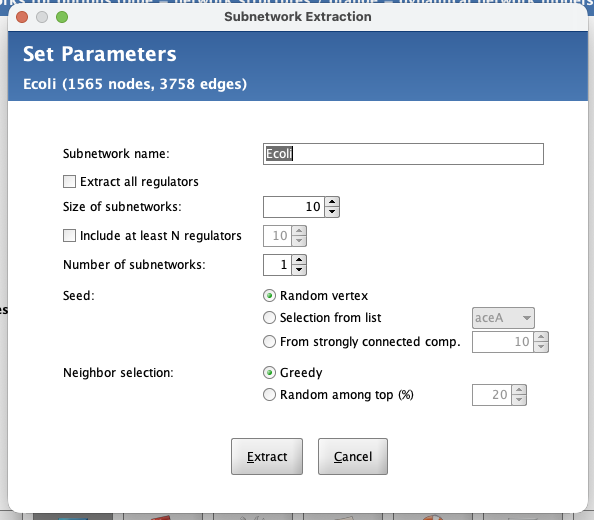 Subnetwork Extraction
Set Parameters
Ecoli (1565 nodes, 3758 edges)
Subnetwork name: Ecoli
Extract all regulators
Size of subnetworks: 10
Include at least N regulators 10
Number of subnetworks: 1
Seed: Random vertex
Selection from list aceA
From strongly connected comp. 10
Neighbor selection: Greedy
Random among top (%) 20
Extract Cancel